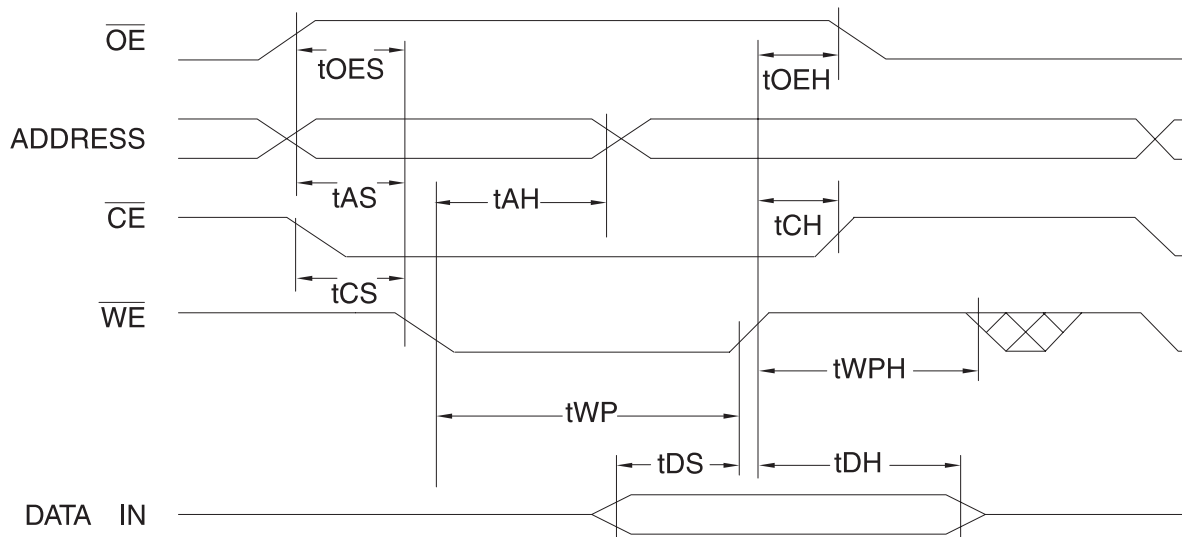 OE
tOES
tOEH
ADDRESS
tAS
tAH
CE
tCH
tCS
WE
tWPH
tWP
tDS
tDH
DATA IN